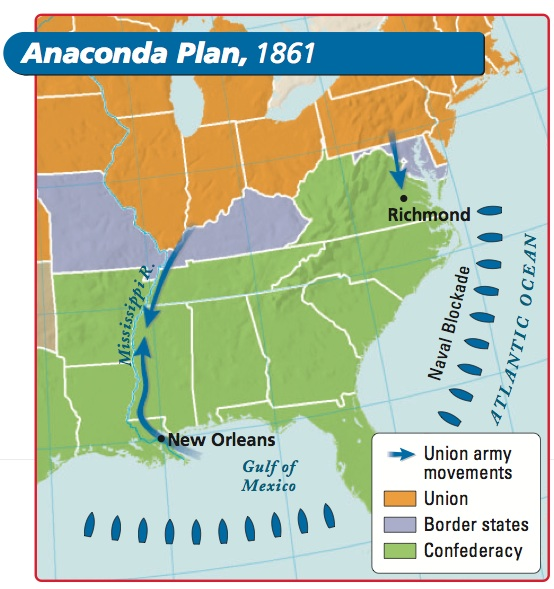 Anaconda Plan, 1861
Richmond
Mississippi R.
Naval Blockade
ATLANTIC OCEAN
New Orleans
Gulf of
Mexico
Union army
movements
Union
Border states
Confederacy